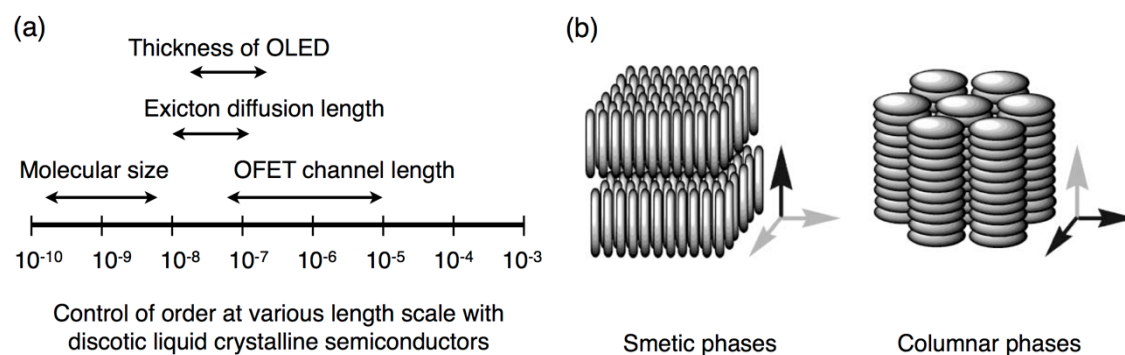 (a)
Thickness of OLED
Exicton diffusion length
Molecular size OFET channel length
10-10 10-9 10-8 10-7 10-6 10-5 10-4 10-3
Control of order at various length scale with
discotic liquid crystalline semiconductors
(b)
Smetic phases Columnar phases